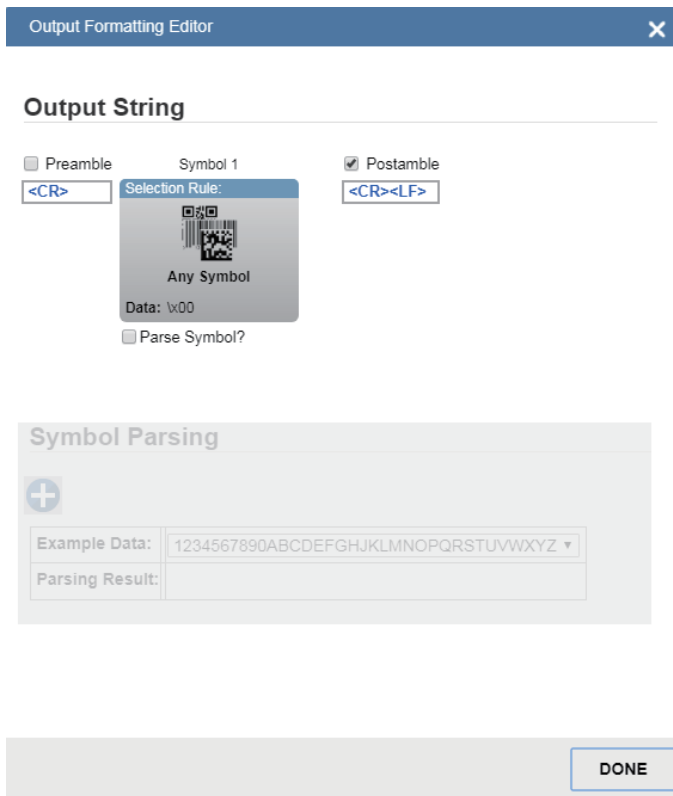 Output Formatting Editor
Output String
Preamble Symbol 1 Postamble
<CR> Selection Rule: <CR><LF>
Any Symbol
Data: \x00
Parse Symbol?
Symbol Parsing
Example Data: 1234567890ABCDEFGHJKLMNOPQRSTUVWXYZ
Parsing Result:
DONE